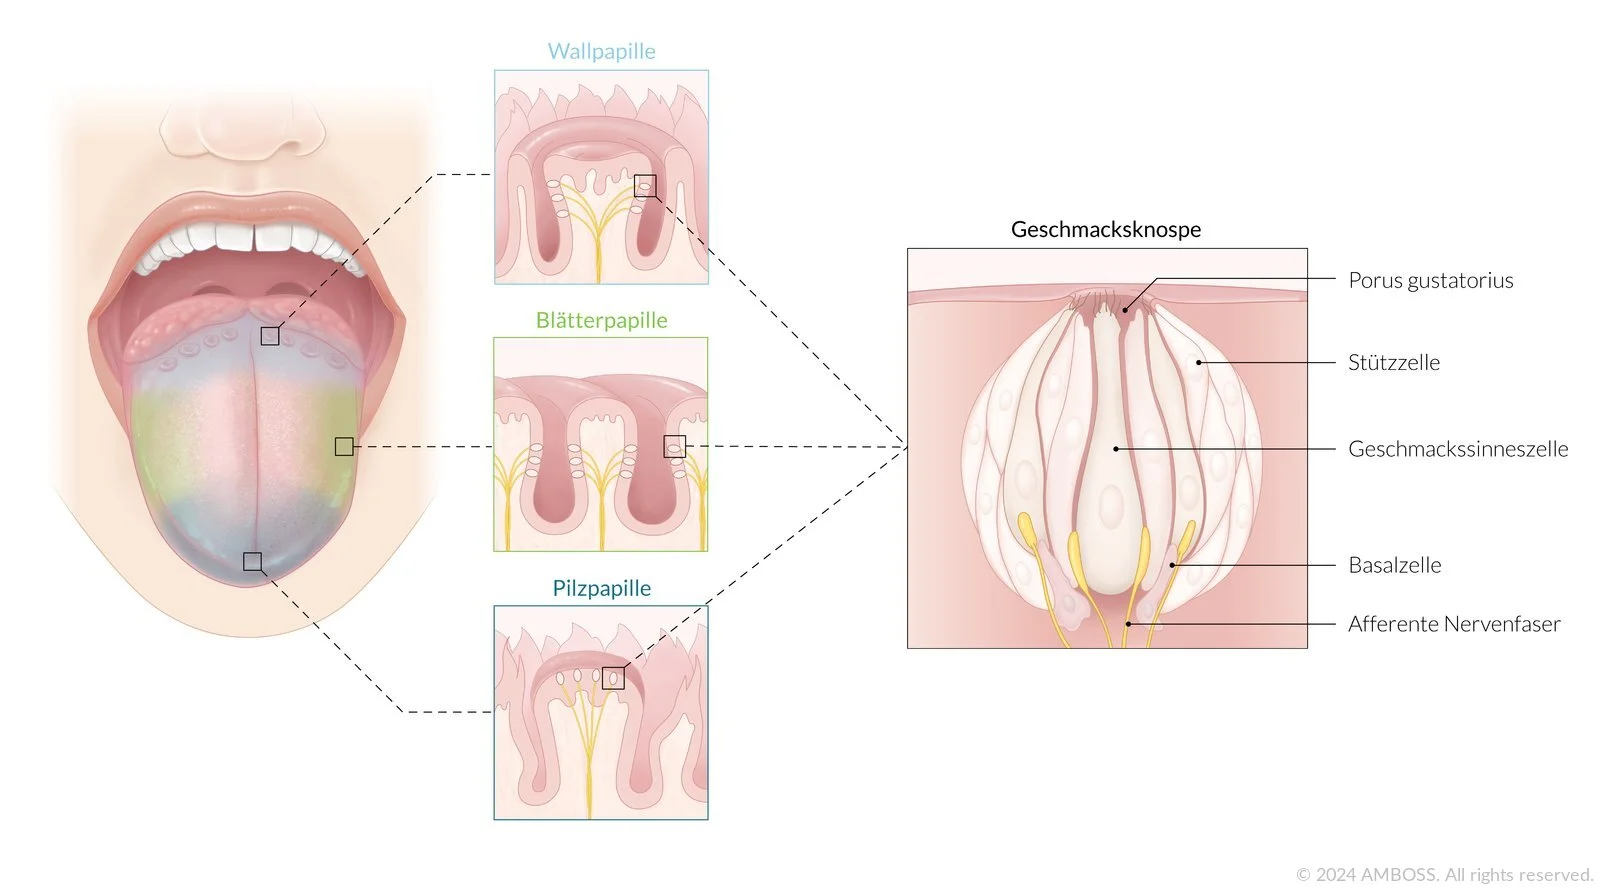 Wallpapille
Blätterpapille
Pilzpapille
Geschmacksknospe
Porus gustatorius
Stützzelle
Geschmackssinneszelle
Basalzelle
Afferente Nervenfaser
© 2024 AMBOSS. All rights reserved.